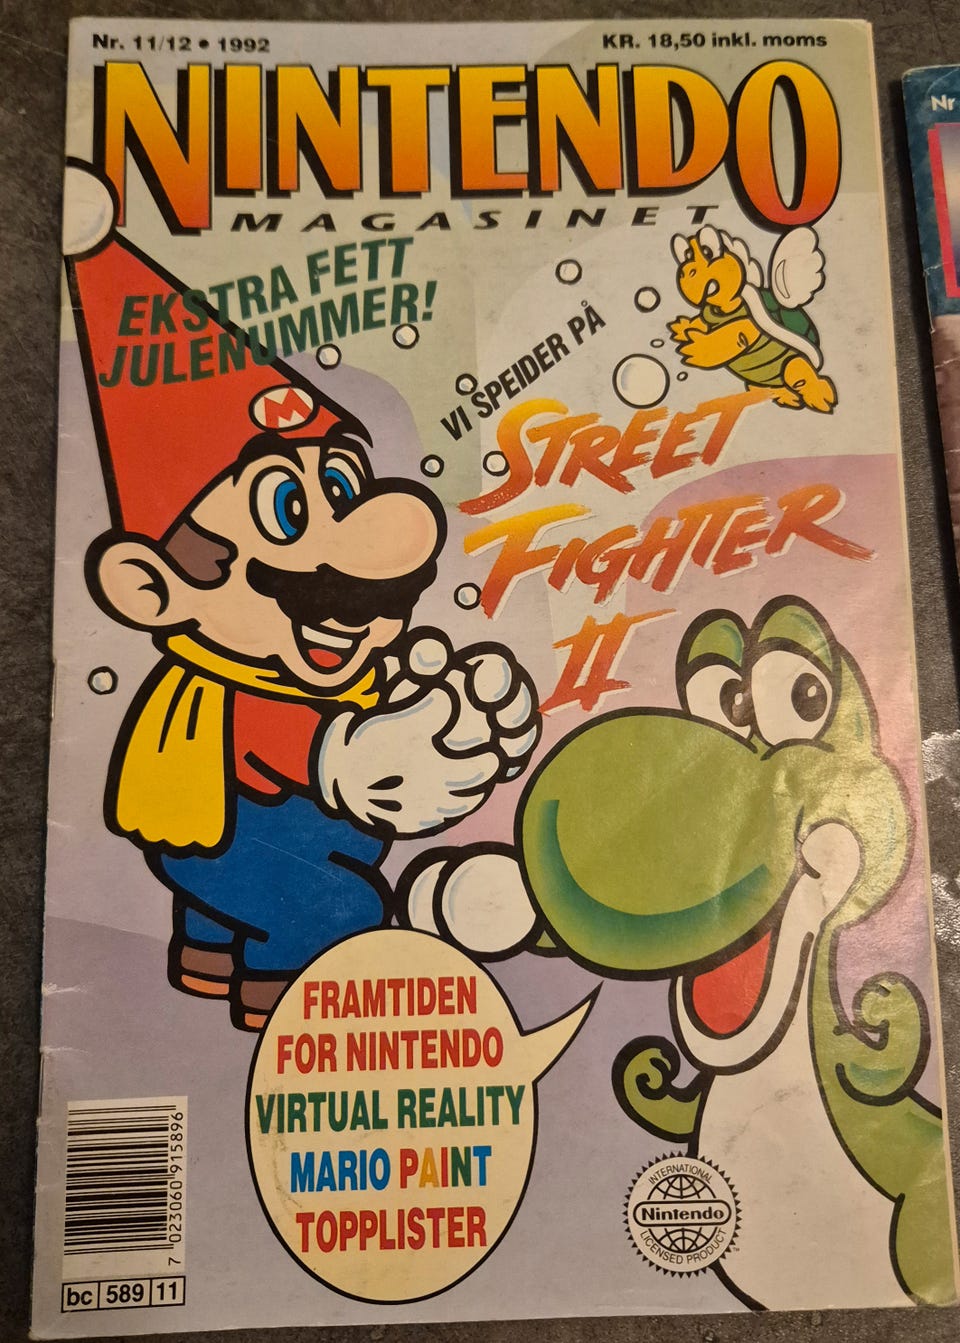 Nr. 11/12 • 1992
KR. 18,50 inkl. moms
NINTENDO
MAGASINET
EKSTRA FETT
JULENUMMER!
VI SPEIDER PÅ
STREET
FIGHTER
II
M
FRAMTIDEN
FOR NINTENDO
VIRTUAL REALITY
MARIO PAINT
TOPPLISTER
INTERNATIONAL
Nintendo
LICENSED PRODUCT
TM
7 023060 915896
bc 589 11
Nr